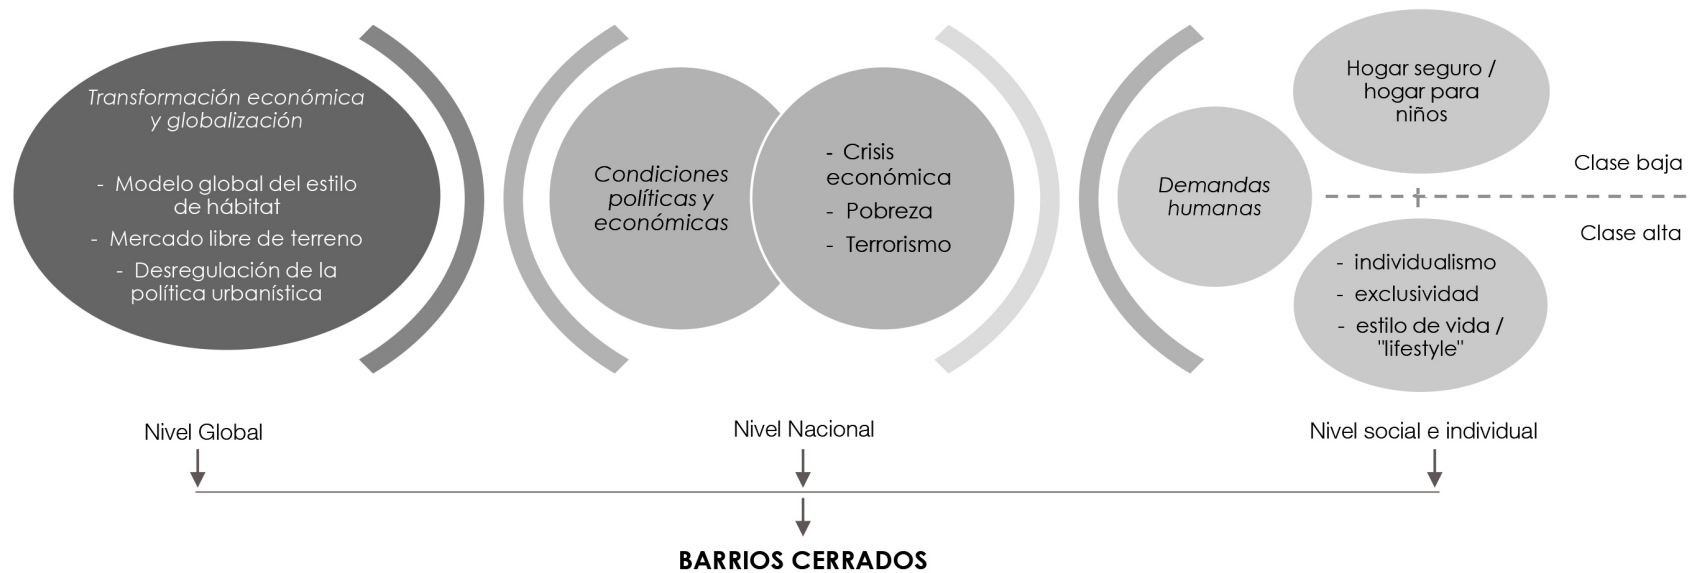 Transformación económica
y globalización
- Modelo global del estilo
de hábitat
- Mercado libre de terreno
- Desregulación de la
política urbanística
Nivel Global
Condiciones
políticas y
económicas
- Crisis
económica
- Pobreza
- Terrorismo
Nivel Nacional
Demandas
humanas
Hogar seguro /
hogar para
niños
Clase baja
Clase alta
- individualismo
- exclusividad
- estilo de vida /
"lifestyle"
Nivel social e individual
BARRIOS CERRADOS